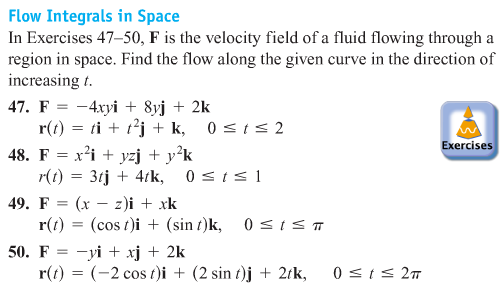 Flow Integrals in Space
In Exercises 47–50, F is the velocity field of a fluid flowing through a
region in space. Find the flow along the given curve in the direction of
increasing t.
47. F = −4xyi + 8yj + 2k
r(t) = ti + t²j + k, 0 ≤ t ≤ 2
48. F = x²i + yzj + y²k
r(t) = 3tj + 4tk, 0 ≤ t ≤ 1
49. F = (x − z)i + xk
r(t) = (cos t)i + (sin t)k, 0 ≤ t ≤ π
50. F = −yi + xj + 2k
r(t) = (−2 cos t)i + (2 sin t)j + 2tk, 0 ≤ t ≤ 2π
Exercises